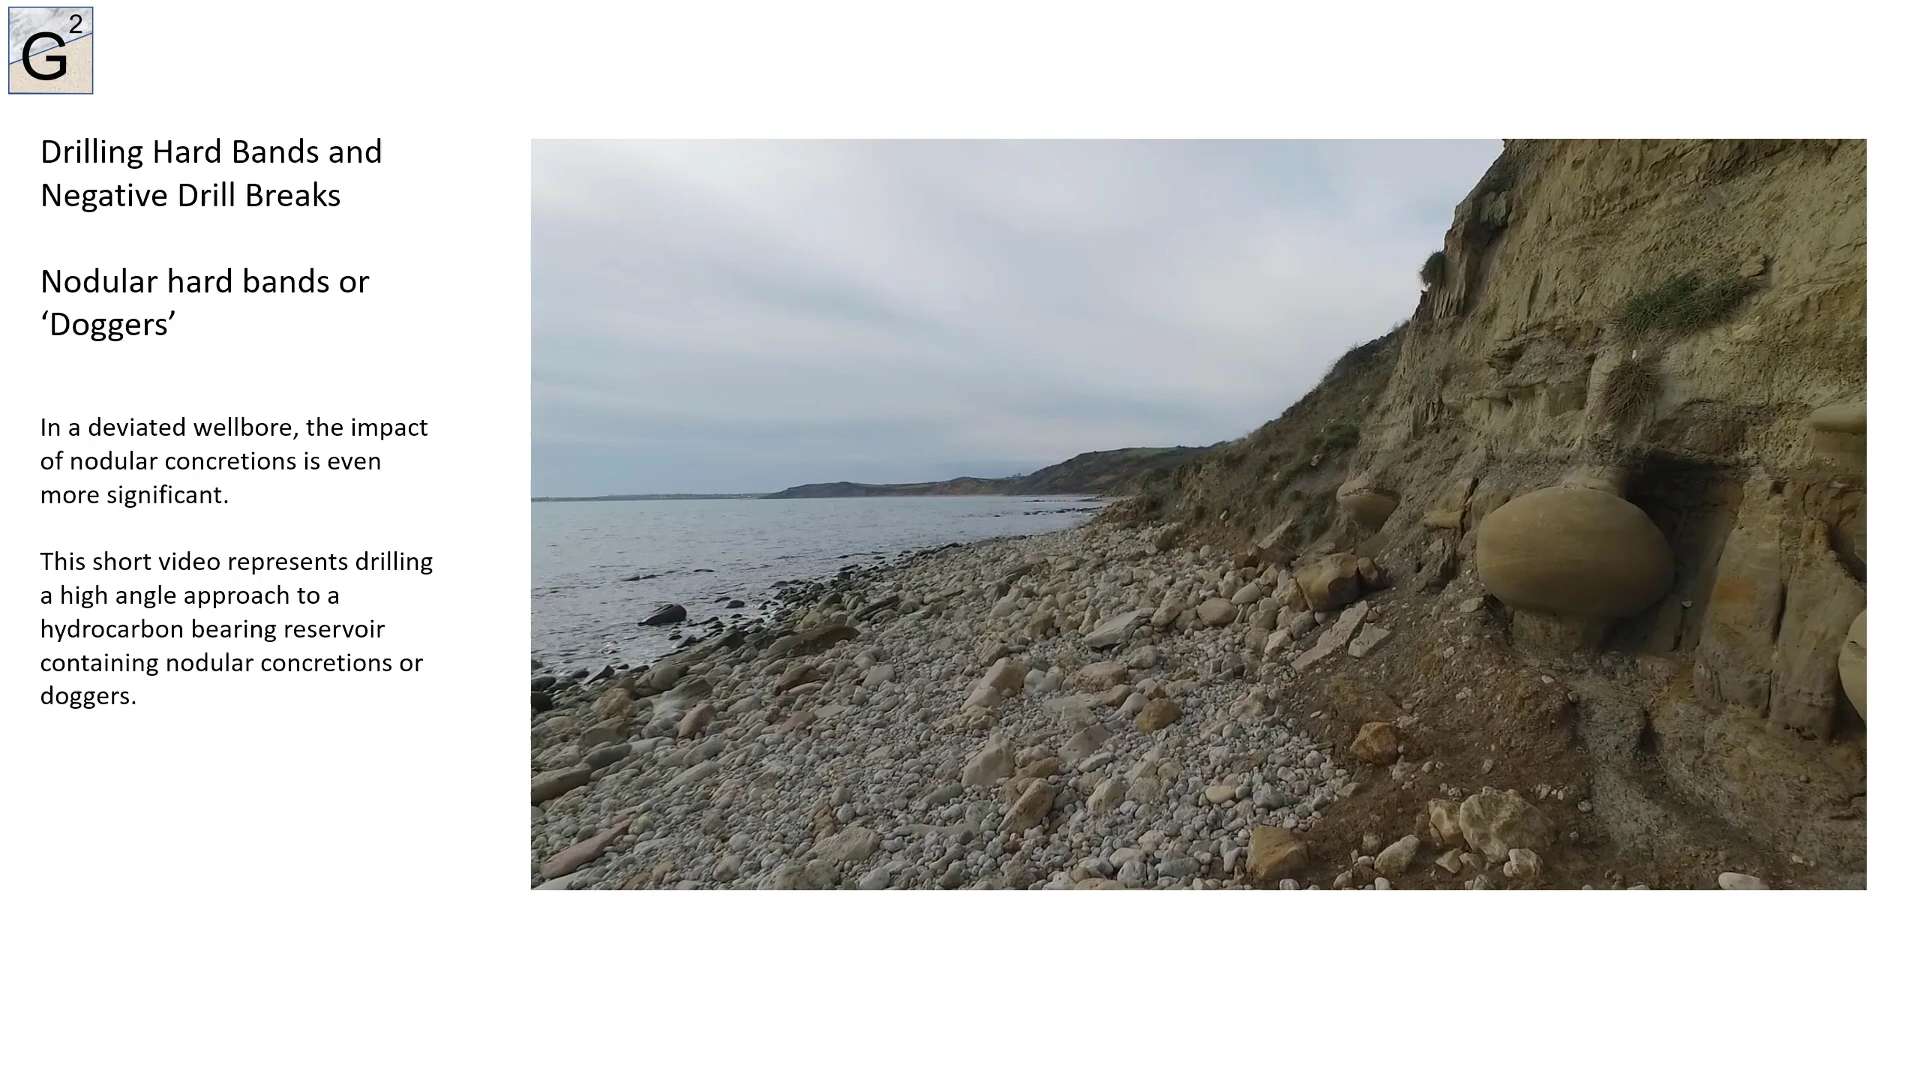 G2
Drilling Hard Bands and
Negative Drill Breaks
Nodular hard bands or
‘Doggers’
In a deviated wellbore, the impact
of nodular concretions is even
more significant.
This short video represents drilling
a high angle approach to a
hydrocarbon bearing reservoir
containing nodular concretions or
doggers.